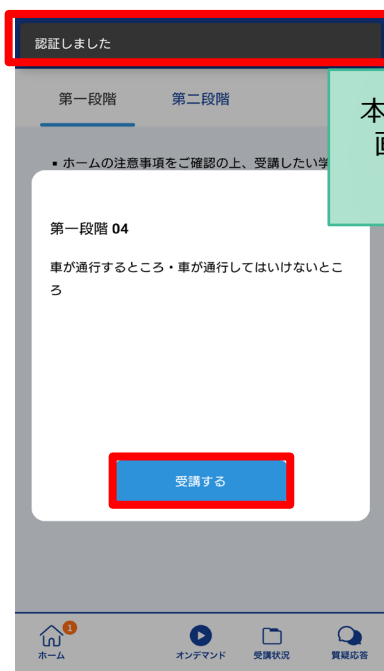 認証しました
第一段階 第二段階
本
画
▪ ホームの注意事項をご確認の上、受講したい学
第一段階 04
車が通行するところ・車が通行してはいけないとこ
ろ
受講する
1
ホーム オンデマンド 受講状況 質疑応答